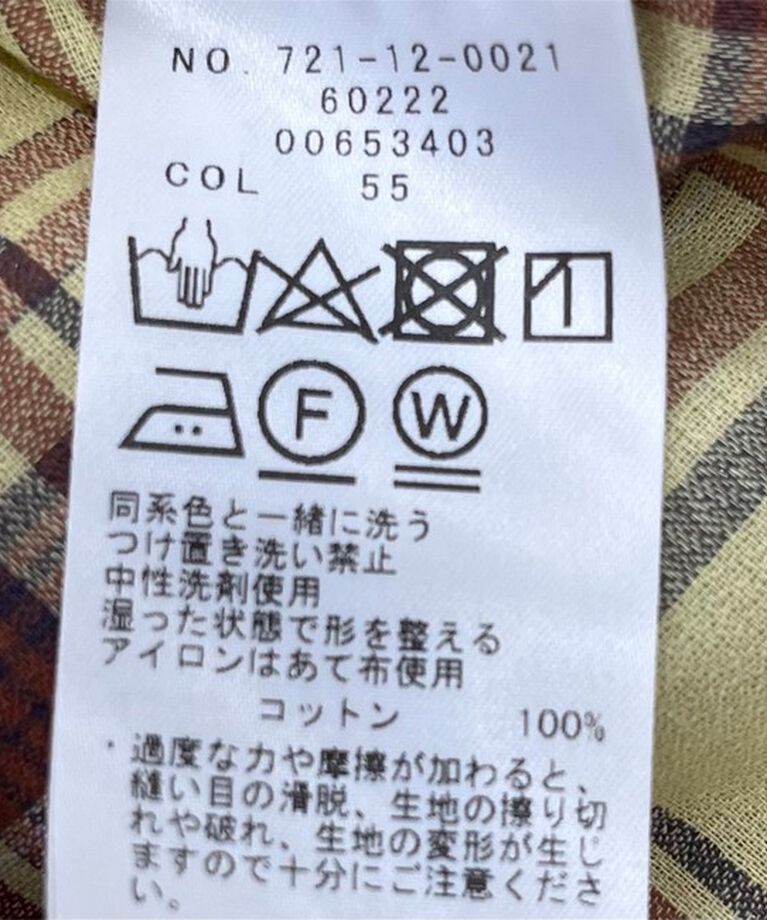 NO. 721-12-0021
60222
00653403
COL 55
F W
同系色と一緒に洗う
つけ置き洗い禁止
中性洗剤使用
湿った状態で形を整える
アイロンはあて布使用
コットン 100%
・過度な力や摩擦が加わると、
縫い目の滑脱、生地の擦り切
れや破れ、生地の変形が生じ
ますので十分にご注意くださ
い。